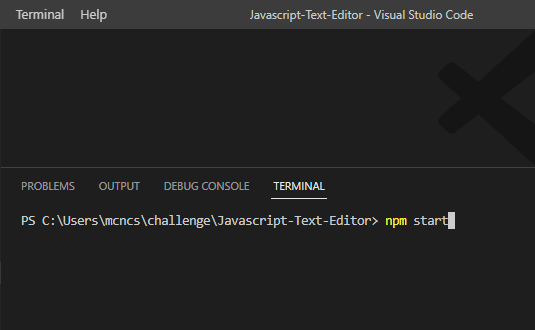 Terminal Help Javascript-Text-Editor - Visual Studio Code
PROBLEMS OUTPUT DEBUG CONSOLE TERMINAL
PS C:\Users\mcncs\challenge\Javascript-Text-Editor> npm start